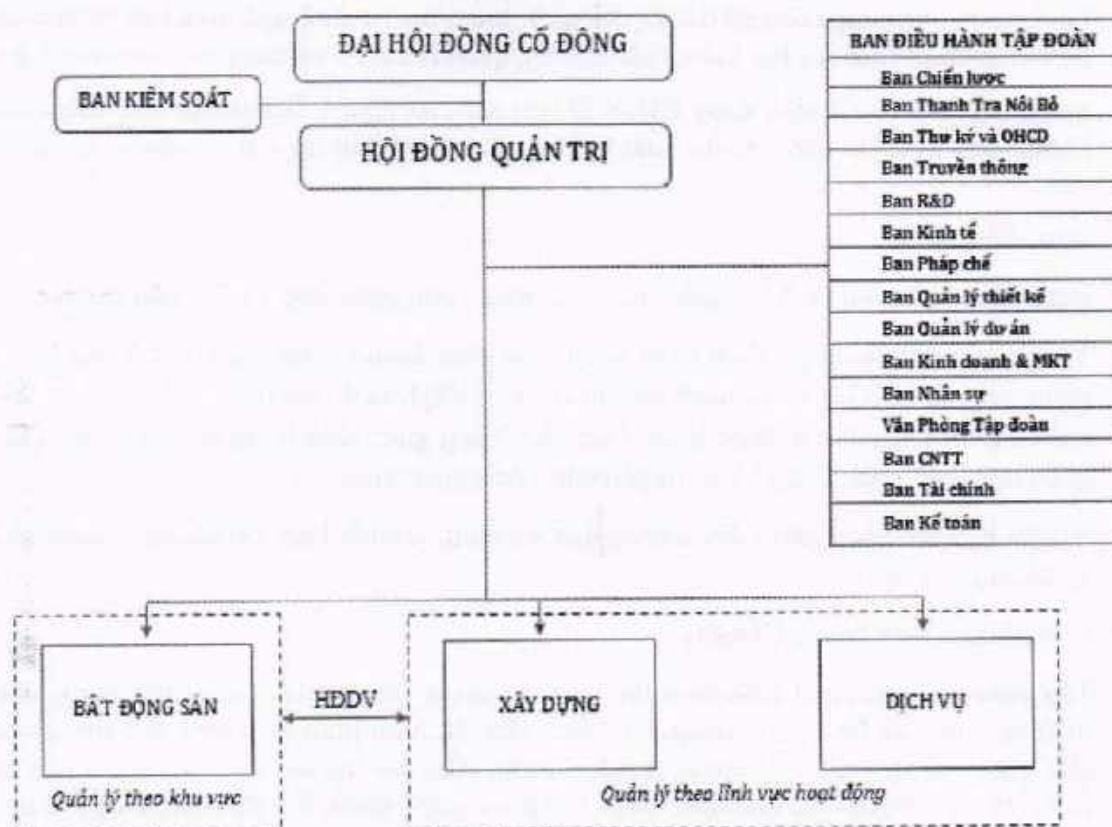 ĐẠI HỘI ĐỒNG CỔ ĐÔNG
BAN KIỂM SOÁT
HỘI ĐỒNG QUẢN TRỊ
BAN ĐIỀU HÀNH TẬP ĐOÀN
Ban Chiến lược
Ban Thanh Tra Nội Bộ
Ban Thư ký và QHCD
Ban Truyền thông
Ban R&D
Ban Kinh tế
Ban Pháp chế
Ban Quản lý thiết kế
Ban Quản lý dự án
Ban Kinh doanh & MKT
Ban Nhân sự
Văn Phòng Tập đoàn
Ban CNTT
Ban Tài chính
Ban Kế toán
BẤT ĐỘNG SẢN
HĐDV
XÂY DỰNG
DỊCH VỤ
Quản lý theo khu vực
Quản lý theo lĩnh vực hoạt động